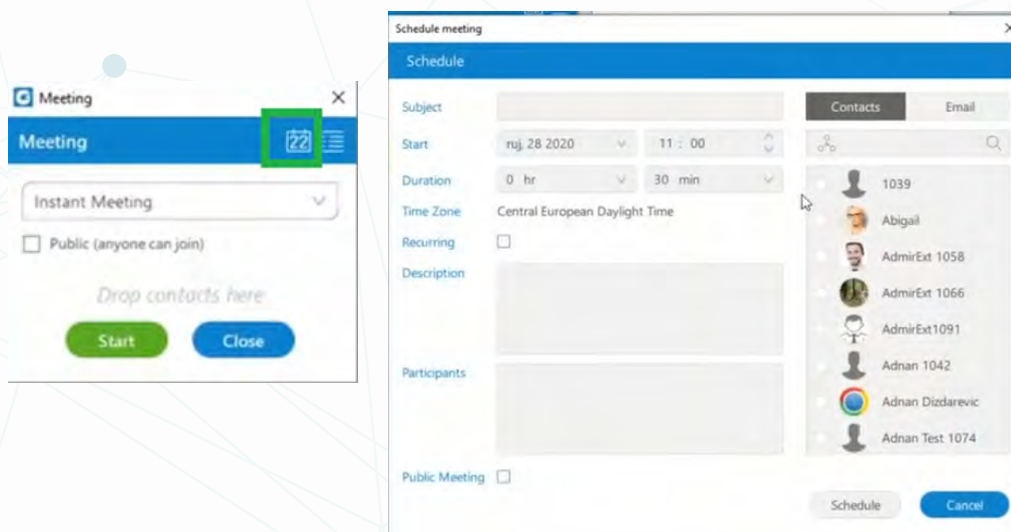 Meeting
Meeting
22
Instant Meeting
Public (anyone can join)
Drop contacts here
Start
Close
Schedule meeting
Schedule
Subject
Start
ruj, 28 2020
11 : 00
Duration
0 hr
30 min
Time Zone
Central European Daylight Time
Recurring
Description
Participants
Public Meeting
Contacts
Email
1039
Abigail
AdmirExt 1058
AdmirExt 1066
AdmirExt1091
Adnan 1042
Adnan Dizdarevic
Adnan Test 1074
Schedule
Cancel